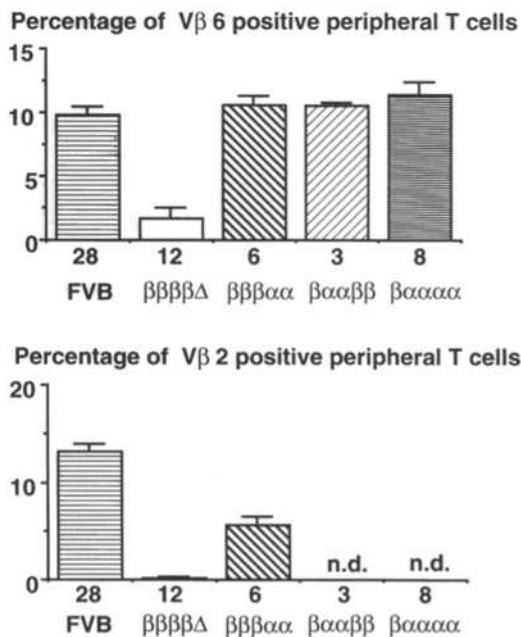 Percentage of Vβ 6 positive peripheral T cells
15
10
5
0
28 12 6 3 8
FVB ββββΔ βββαα βααββ βαααα
Percentage of Vβ 2 positive peripheral T cells
20
10
n.d. n.d.
0
28 12 6 3 8
FVB ββββΔ βββαα βααββ βαααα